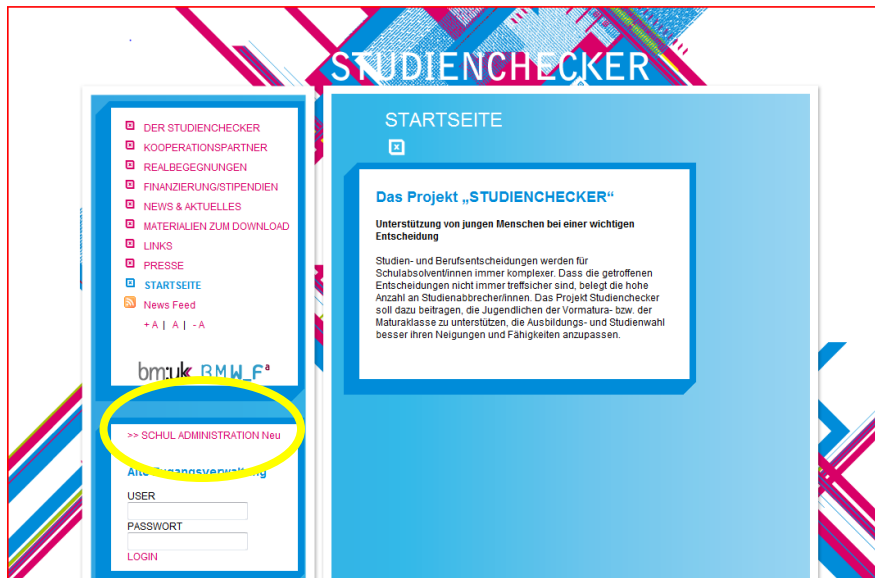 STUDIENCHECKER
DER STUDIENCHECKER
KOOPERATIONSPARTNER
REALBEGEGNUNGEN
FINANZIERUNG/STIPENDIEN
NEWS & AKTUELLES
MATERIALIEN ZUM DOWNLOAD
LINKS
PRESSE
STARTSEITE
News Feed
+ A | A | - A
bm:uk BMW_Fª
>> SCHUL ADMINISTRATION Neu
Alte Zugangsverwaltung
USER
PASSWORT
LOGIN
STARTSEITE
Das Projekt „STUDIENCHECKER“
Unterstützung von jungen Menschen bei einer wichtigen
Entscheidung
Studien- und Berufsentscheidungen werden für
Schulabsolvent/innen immer komplexer. Dass die getroffenen
Entscheidungen nicht immer treffsicher sind, belegt die hohe
Anzahl an Studienabbrecher/innen. Das Projekt Studienchecker
soll dazu beitragen, die Jugendlichen der Vormatura- bzw. der
Maturaklasse zu unterstützen, die Ausbildungs- und Studienwahl
besser ihren Neigungen und Fähigkeiten anzupassen.